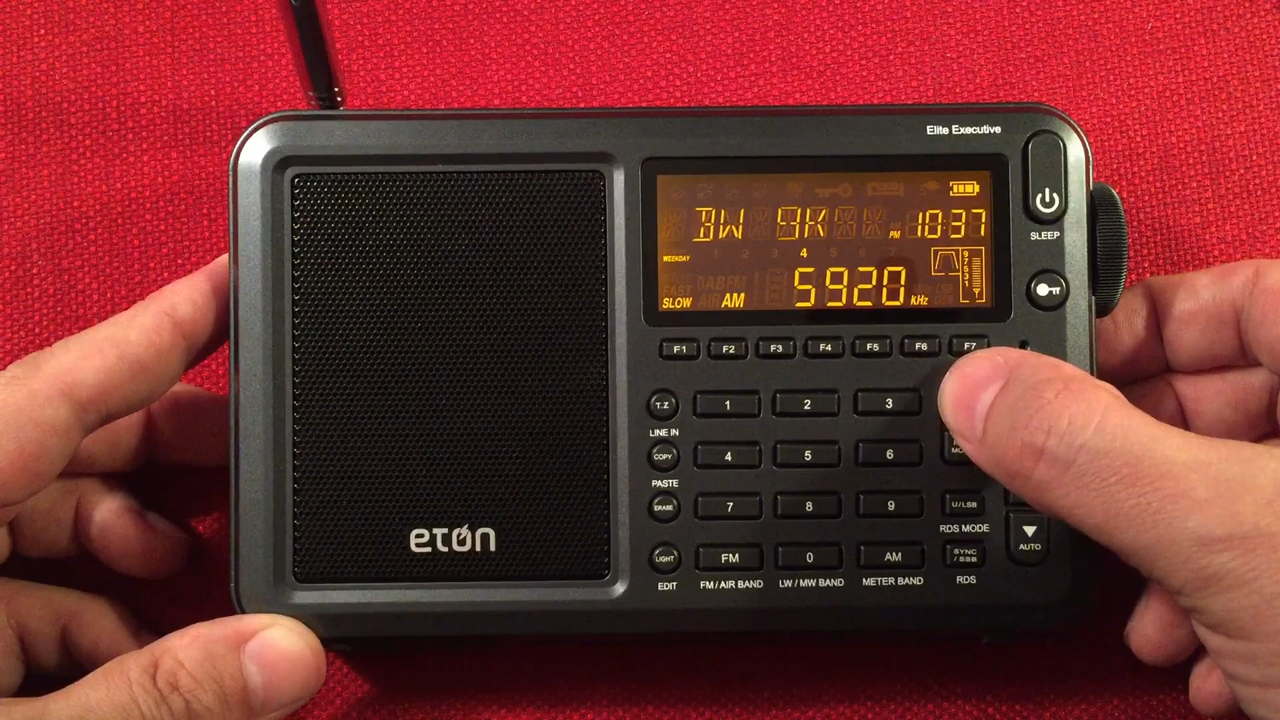 Elite Executive
BW 9K PM 10:37
SLEEP
WEEKDAY 4
SLOW AM 5920 KHz
9 7 5 3 1
F1 F2 F3 F4 F5 F6 F7
T.Z 1 2 3
LINE IN
COPY 4 5 6
PASTE
ERASE 7 8 9 U/LSB
RDS MODE
AUTO
etón
LIGHT FM 0 AM SYNC / SSB
EDIT FM / AIR BAND LW / MW BAND METER BAND RDS